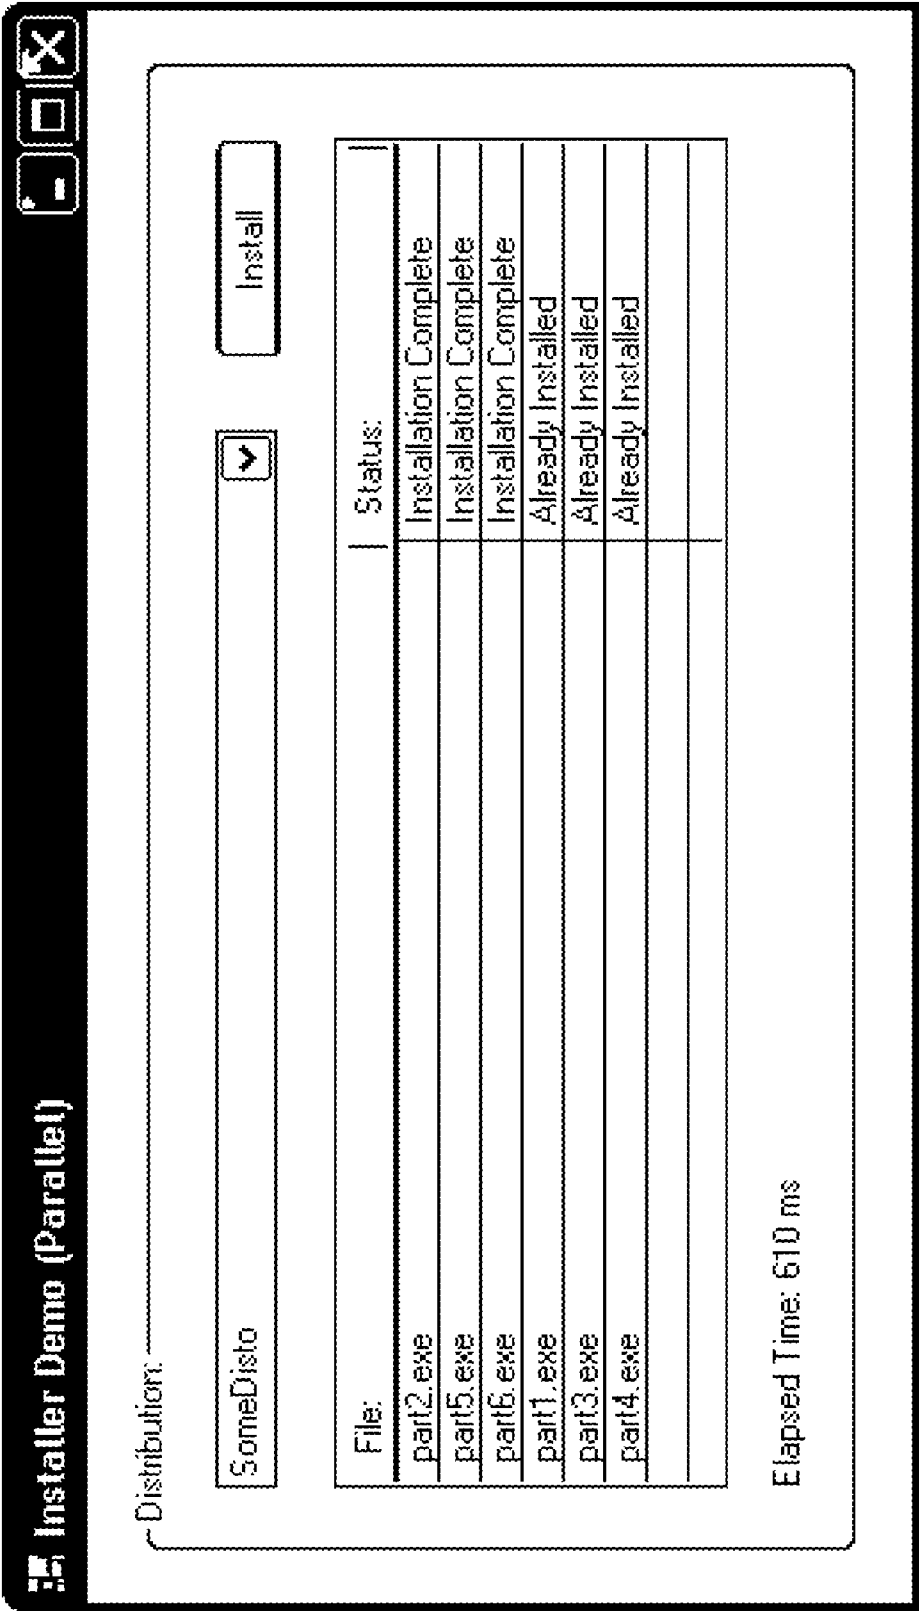 Installer Demo (Parallel)
Distribution:
SomeDisto
Install
File: Status:
part2.exe Installation Complete
part5.exe Installation Complete
part6.exe Installation Complete
part1.exe Already Installed
part3.exe Already Installed
part4.exe Already Installed
Elapsed Time: 610 ms